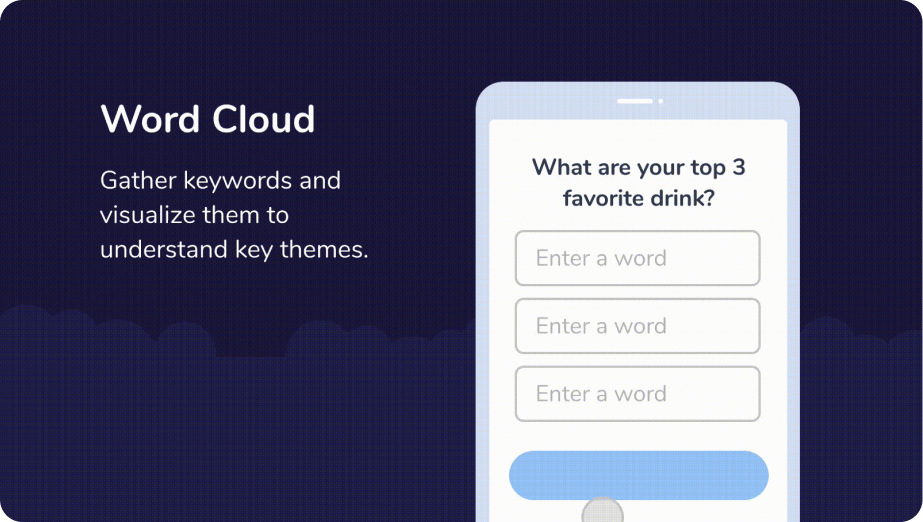 Word Cloud
Gather keywords and
visualize them to
understand key themes.
What are your top 3
favorite drink?
Enter a word
Enter a word
Enter a word